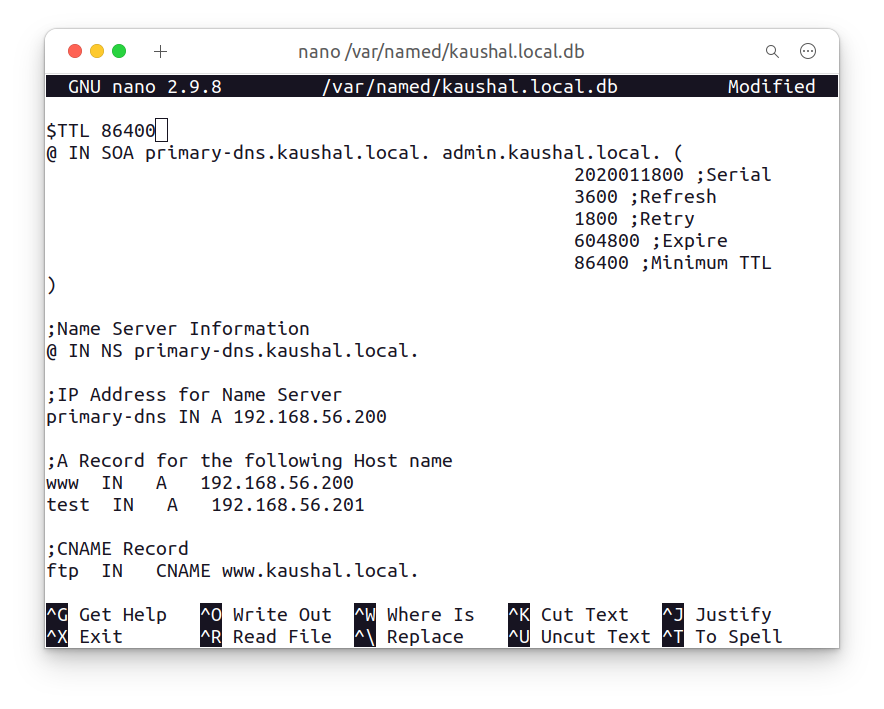 nano /var/named/kaushal.local.db
GNU nano 2.9.8 /var/named/kaushal.local.db Modified
$TTL 86400
@ IN SOA primary-dns.kaushal.local. admin.kaushal.local. (
2020011800 ;Serial
3600 ;Refresh
1800 ;Retry
604800 ;Expire
86400 ;Minimum TTL
)
;Name Server Information
@ IN NS primary-dns.kaushal.local.
;IP Address for Name Server
primary-dns IN A 192.168.56.200
;A Record for the following Host name
www  IN   A   192.168.56.200
test  IN   A   192.168.56.201
;CNAME Record
ftp  IN   CNAME www.kaushal.local.
^G Get Help ^O Write Out ^W Where Is ^K Cut Text ^J Justify
^X Exit ^R Read File ^\ Replace ^U Uncut Text ^T To Spell